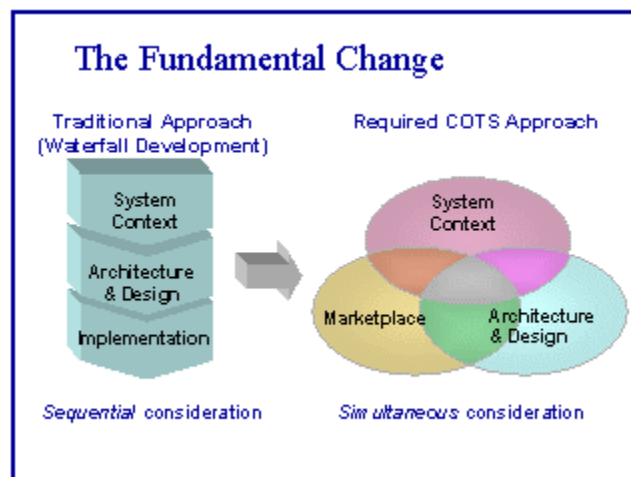 The Fundamental Change
Traditional Approach
(Waterfall Development)
System
Context
Architecture
& Design
Implementation
Sequential consideration
Required COTS Approach
System
Context
Marketplace
Architecture
& Design
Simultaneous consideration